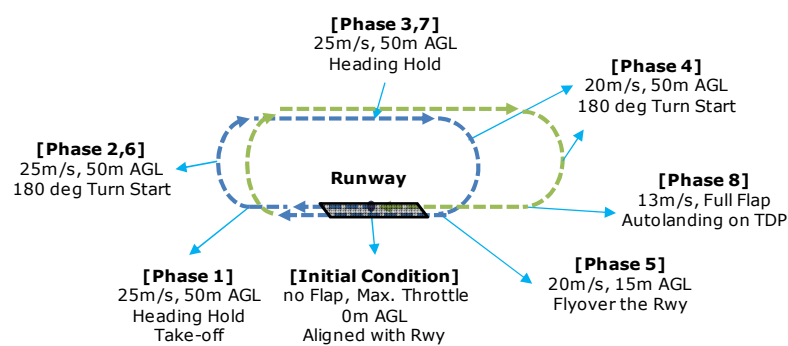 [Phase 3,7]
25m/s, 50m AGL
Heading Hold
[Phase 4]
20m/s, 50m AGL
180 deg Turn Start
[Phase 2,6]
25m/s, 50m AGL
180 deg Turn Start
Runway
[Phase 8]
13m/s, Full Flap
Autolanding on TDP
[Phase 1]
25m/s, 50m AGL
Heading Hold
Take-off
[Initial Condition]
no Flap, Max. Throttle
0m AGL
Aligned with Rwy
[Phase 5]
20m/s, 15m AGL
Flyover the Rwy